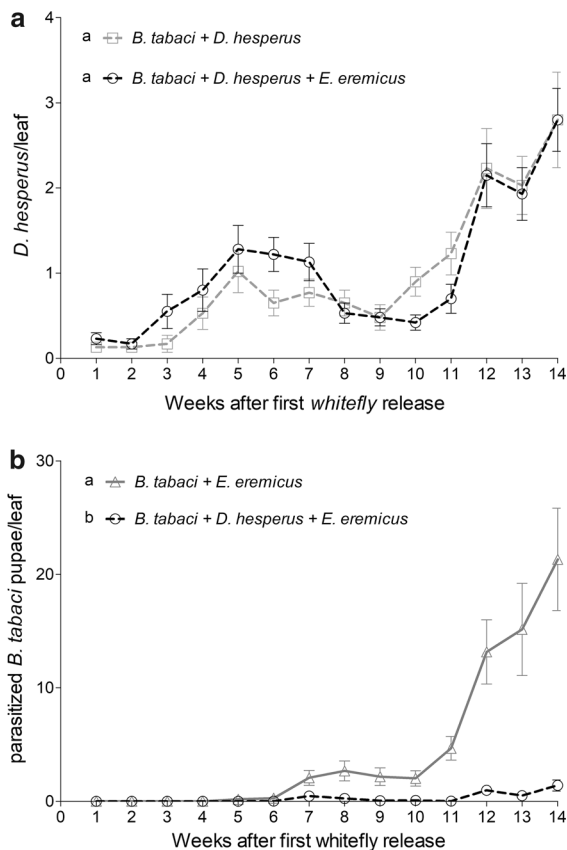 a
4
a B. tabaci + D. hesperus
a B. tabaci + D. hesperus + E. eremicus
3
2
1
0
D. hesperus/leaf
0 1 2 3 4 5 6 7 8 9 10 11 12 13 14
Weeks after first whitefly release
b
30
a B. tabaci + E. eremicus
b B. tabaci + D. hesperus + E. eremicus
20
10
0
parasitized B. tabaci pupae/leaf
0 1 2 3 4 5 6 7 8 9 10 11 12 13 14
Weeks after first whitefly release